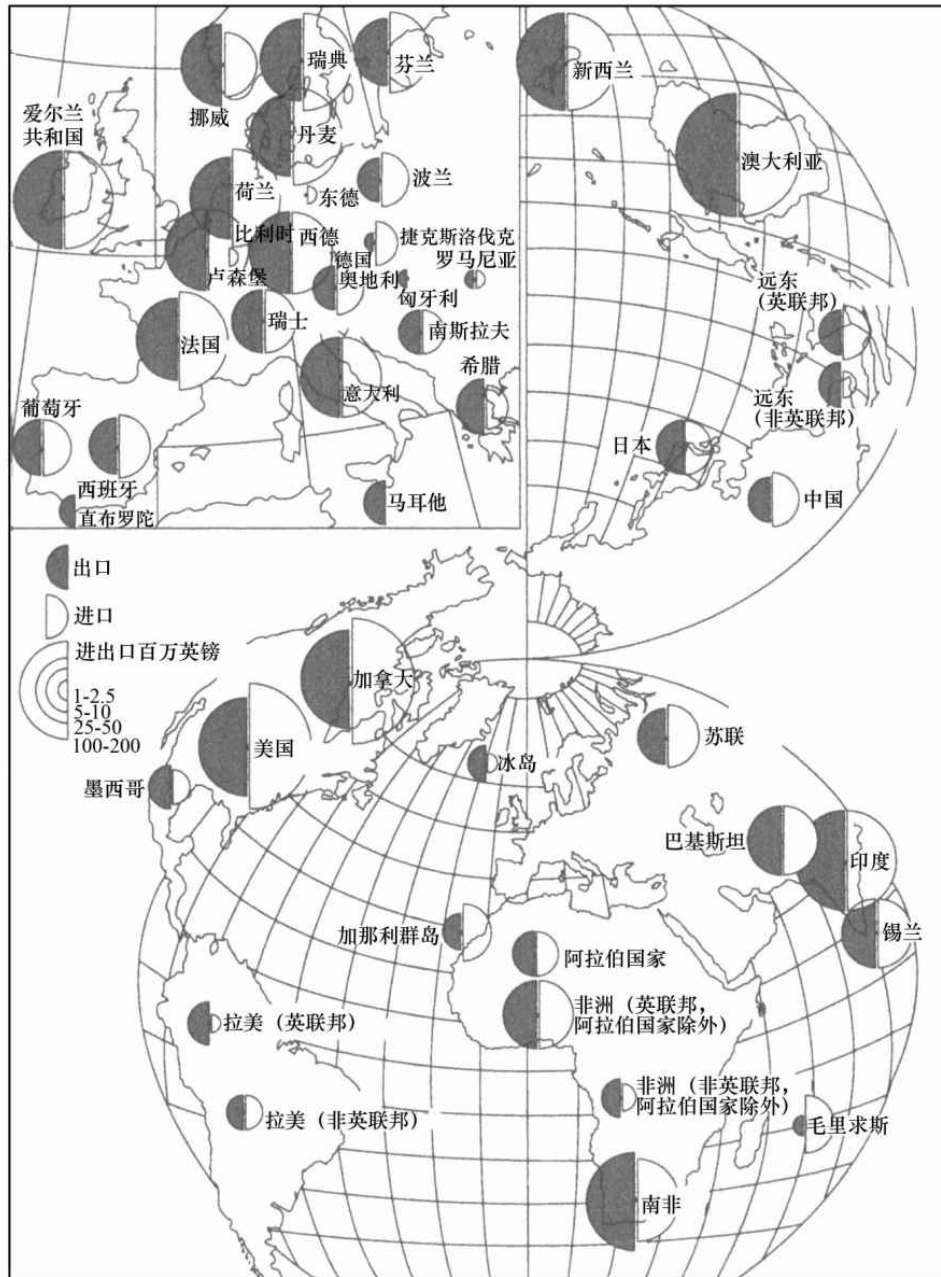 挪威
瑞典
芬兰
新西兰
爱尔兰
共和国
丹麦
澳大利亚
荷兰
东德
波兰
比利时
西德
捷克斯洛伐克
卢森堡
德国
奥地利
罗马尼亚
匈牙利
远东
(英联邦)
法国
瑞士
南斯拉夫
意大利
希腊
远东
(非英联邦)
葡萄牙
日本
西班牙
直布罗陀
马耳他
中国
出口
进口
进出口百万英镑
1-2.5
5-10
25-50
100-200
加拿大
美国
苏联
冰岛
墨西哥
巴基斯坦
印度
加那利群岛
锡兰
阿拉伯国家
拉美（英联邦）
非洲（英联邦，
阿拉伯国家除外）
拉美（非英联邦）
非洲（非英联邦，
阿拉伯国家除外）
毛里求斯
南非